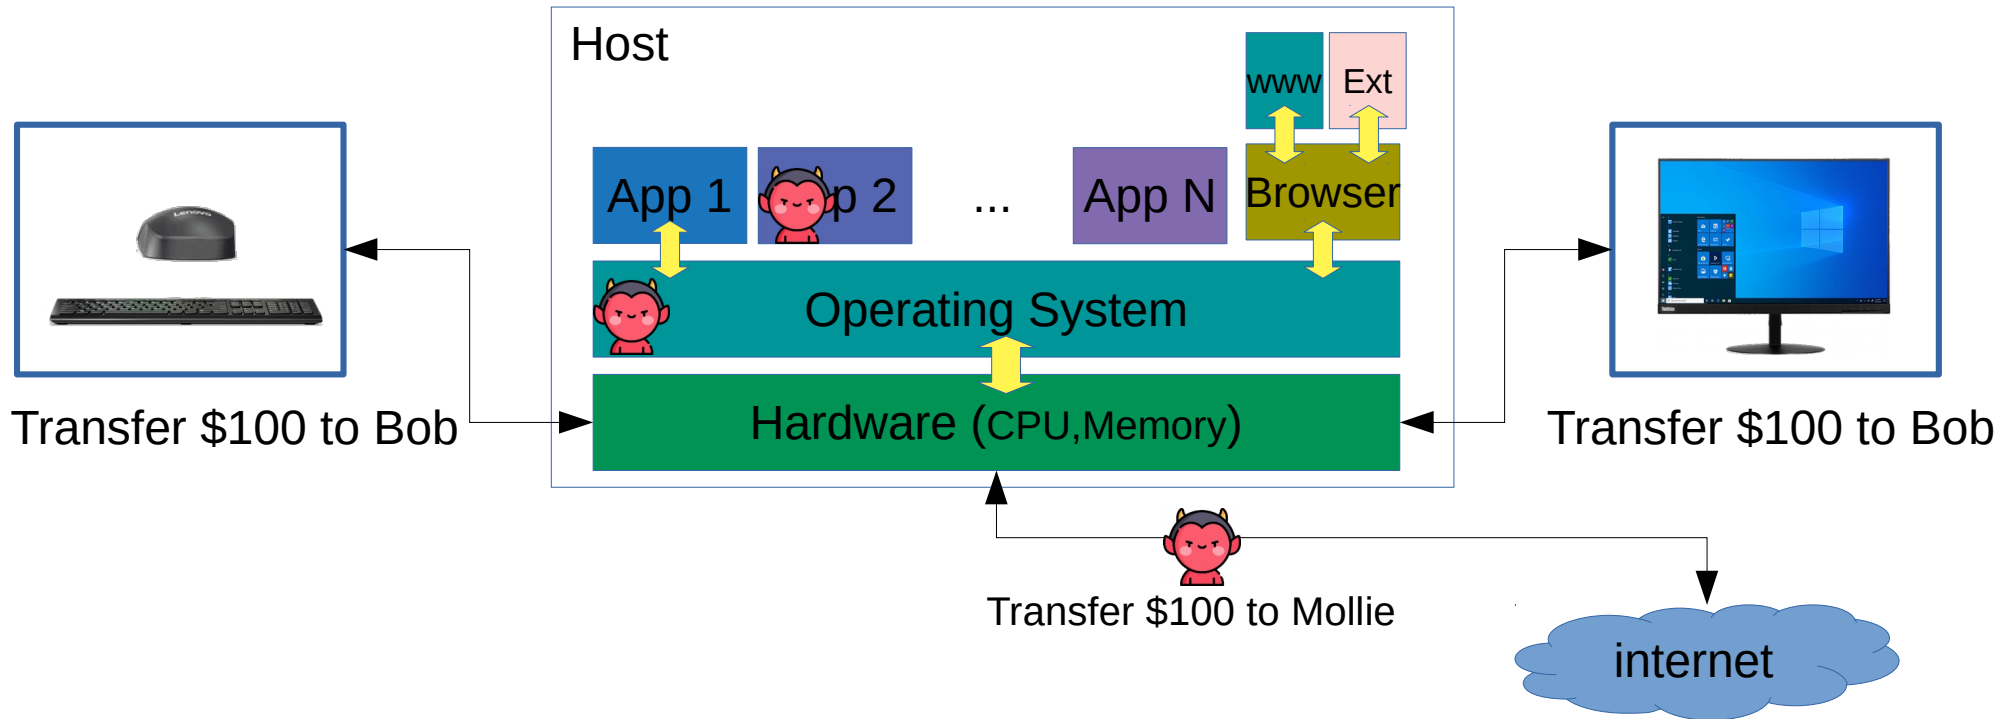 Host
www
Ext
App 1
p 2
...
App N
Browser
Lenovo
Operating System
Hardware (CPU,Memory)
Transfer $100 to Bob
Transfer $100 to Bob
Transfer $100 to Mollie
internet